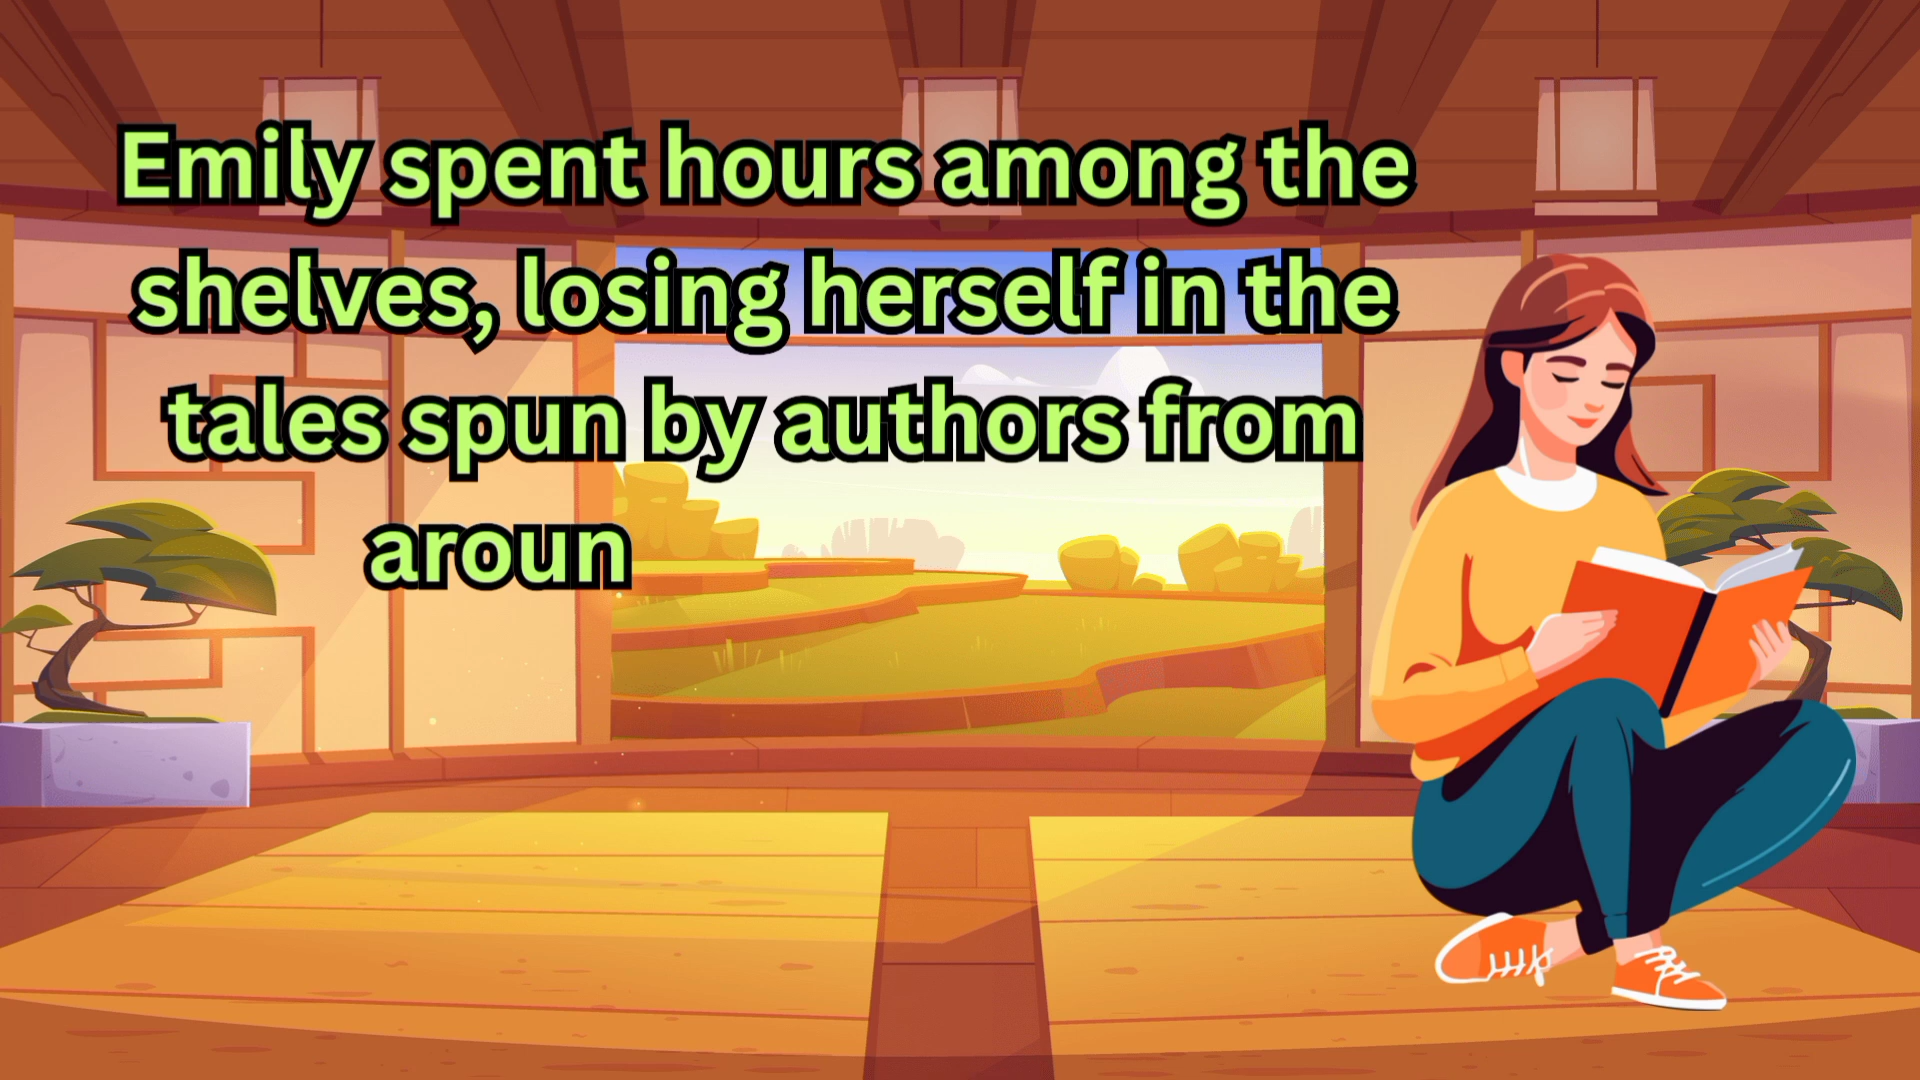 Emily spent hours among the
shelves, losing herself in the
tales spun by authors from
aroun